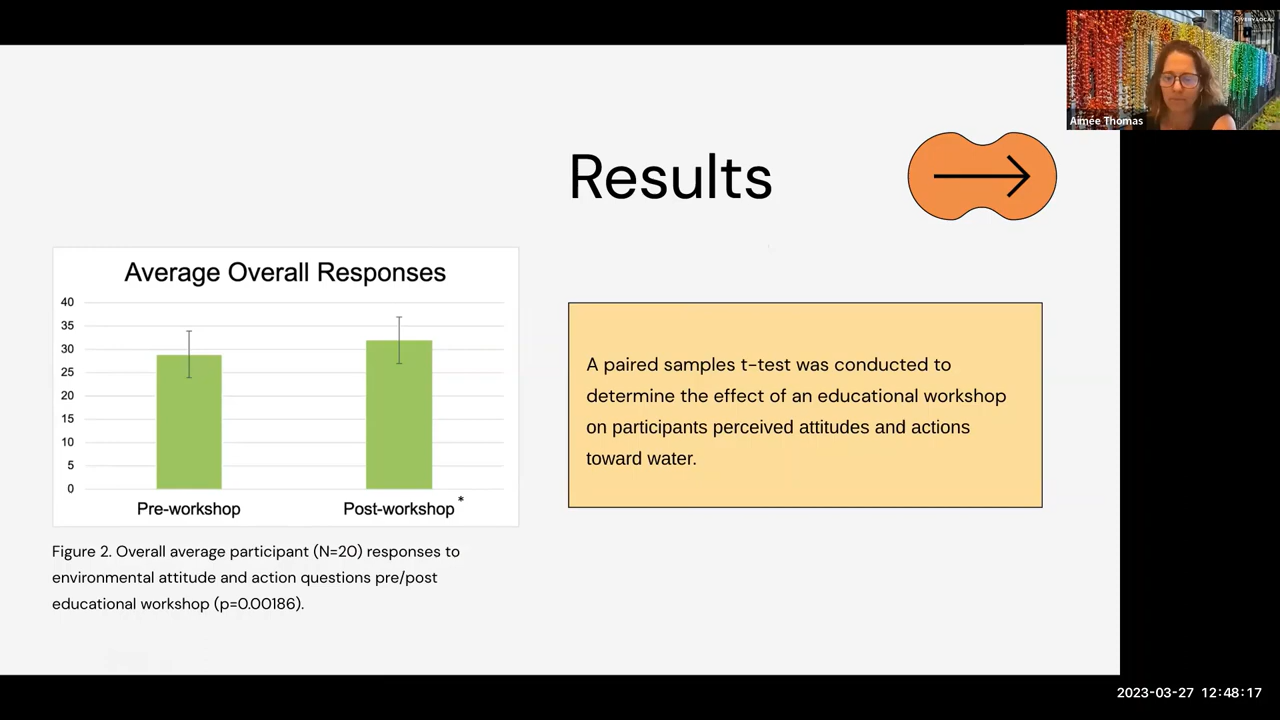 VERY LOCAL
Aimée Thomas
Results
Average Overall Responses
40
35
30
25
20
15
10
5
0
Pre-workshop
Post-workshop *
Figure 2. Overall average participant (N=20) responses to
environmental attitude and action questions pre/post
educational workshop (p=0.00186).
A paired samples t-test was conducted to
determine the effect of an educational workshop
on participants perceived attitudes and actions
toward water.
2023-03-27 12:48:17